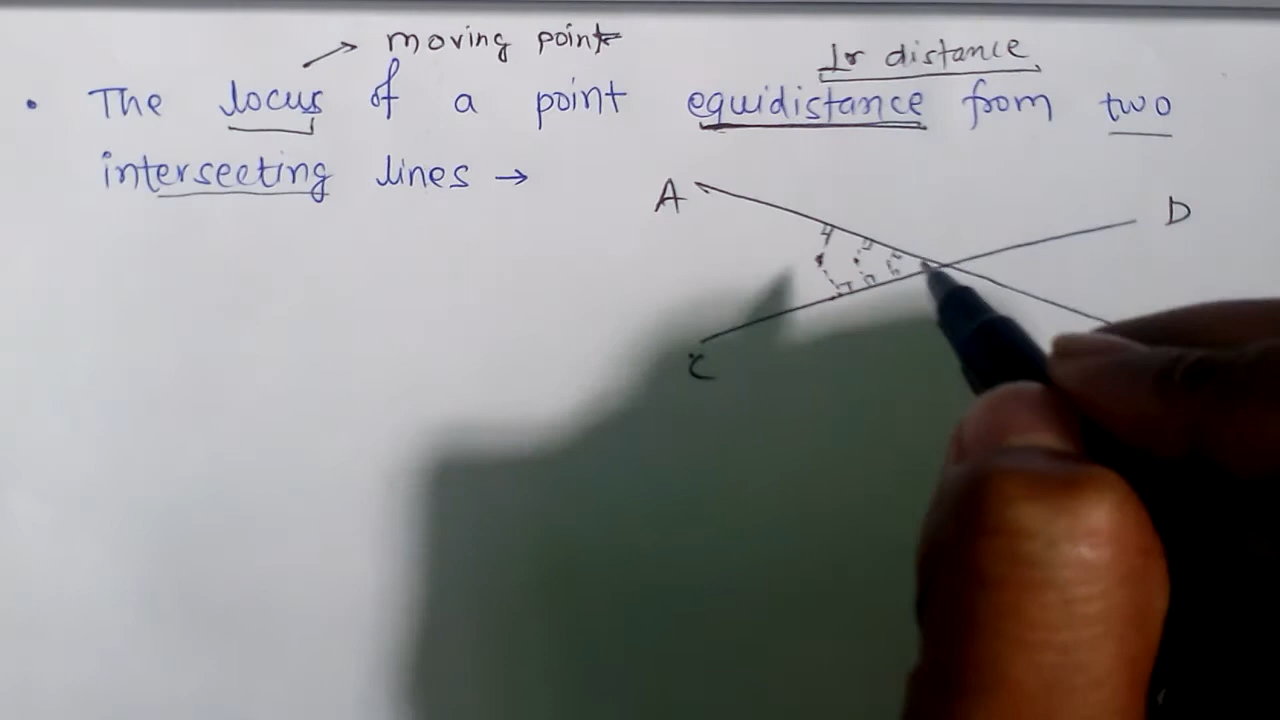 moving point
⊥r distance
• The locus of a point equidistance from two
intersecting lines →
A
D
C